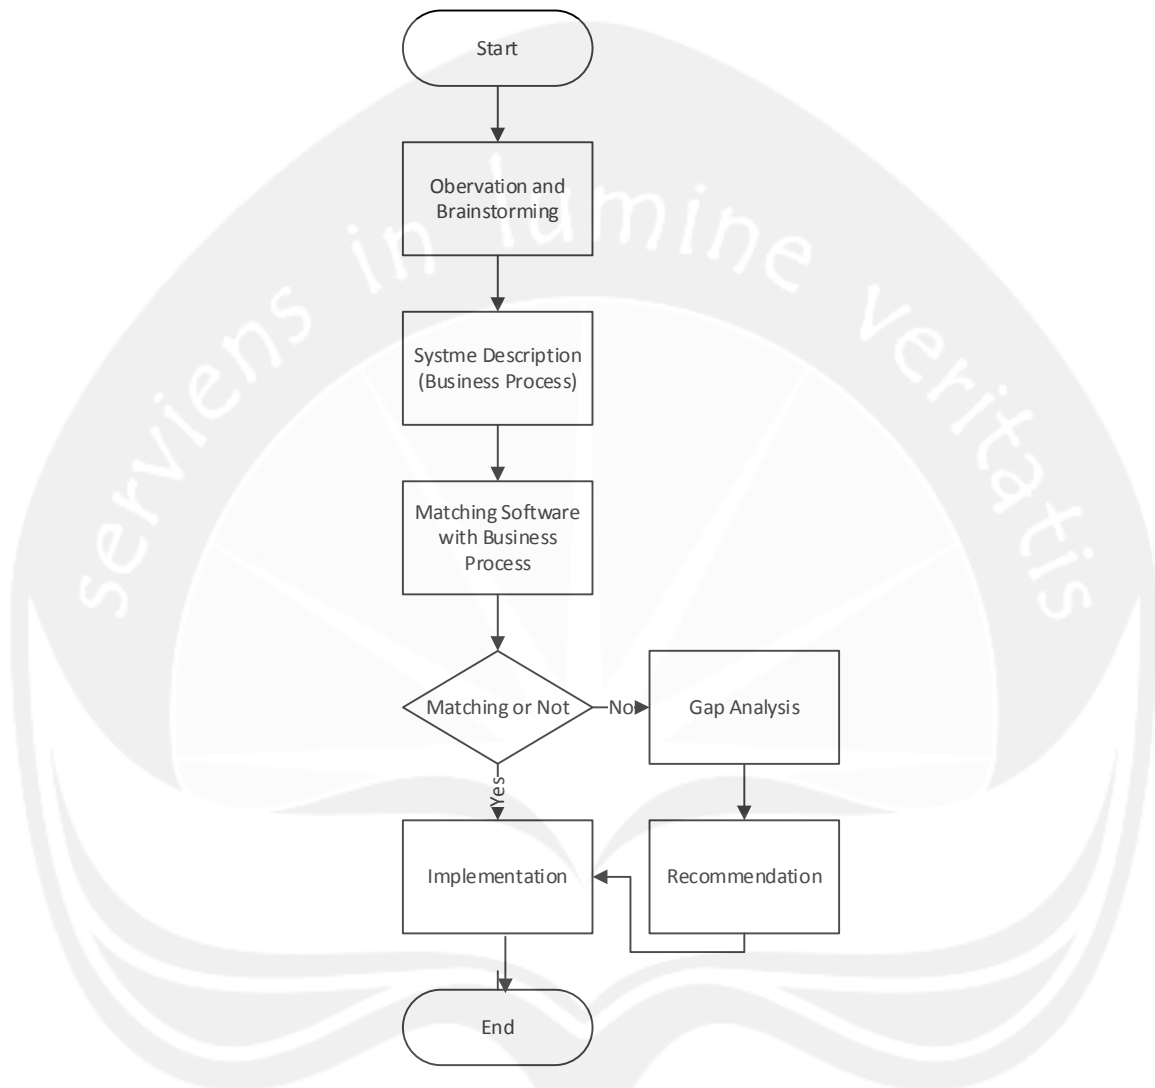 Start
Obervation and
Brainstorming
Systme Description
(Business Process)
Matching Software
with Business
Process
Matching or Not
No
Gap Analysis
Yes
Implementation
Recommendation
End
serviens in lumine veritatis